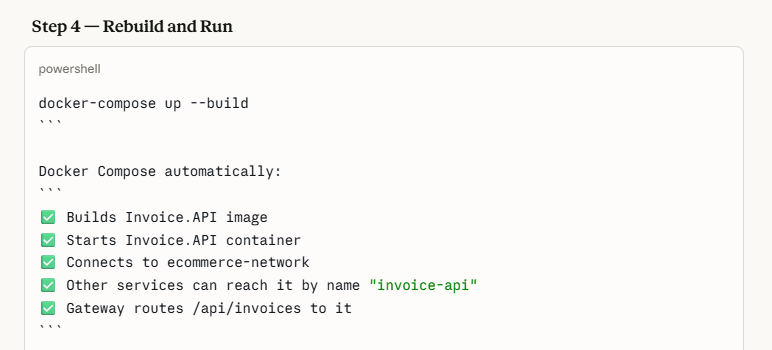 Step 4 — Rebuild and Run
powershell
docker-compose up --build
```
Docker Compose automatically:
```
✅ Builds Invoice.API image
✅ Starts Invoice.API container
✅ Connects to ecommerce-network
✅ Other services can reach it by name "invoice-api"
✅ Gateway routes /api/invoices to it
```